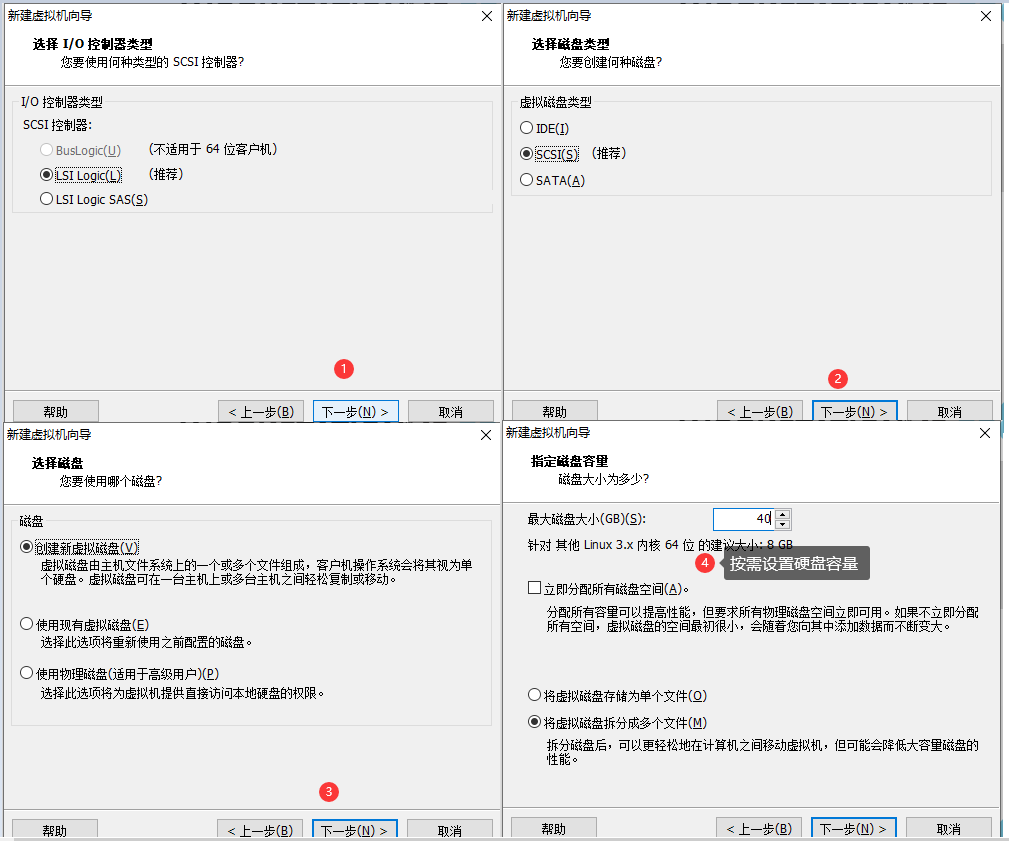 新建虚拟机向导
选择 I/O 控制器类型
您要使用何种类型的 SCSI 控制器?
I/O 控制器类型
SCSI 控制器:
BusLogic(U) (不适用于 64 位客户机)
LSI Logic(L) (推荐)
LSI Logic SAS(S)
1
帮助
< 上一步(B)
下一步(N) >
取消
新建虚拟机向导
选择磁盘类型
您要创建何种磁盘?
虚拟磁盘类型
IDE(I)
SCSI(S) (推荐)
SATA(A)
2
帮助
< 上一步(B)
下一步(N) >
取消
新建虚拟机向导
选择磁盘
您要使用哪个磁盘?
磁盘
创建新虚拟磁盘(V)
虚拟磁盘由主机文件系统上的一个或多个文件组成，客户机操作系统会将其视为单
个硬盘。虚拟磁盘可在一台主机上或多台主机之间轻松复制或移动。
使用现有虚拟磁盘(E)
选择此选项将重新使用之前配置的磁盘。
使用物理磁盘(适用于高级用户)(P)
选择此选项将为虚拟机提供直接访问本地硬盘的权限。
3
帮助
< 上一步(B)
下一步(N) >
取消
新建虚拟机向导
指定磁盘容量
磁盘大小为多少?
最大磁盘大小(GB)(S): 40
针对 其他 Linux 3.x 内核 64 位 的建议大小: 8 GB
4 按需设置硬盘容量
立即分配所有磁盘空间(A)。
分配所有容量可以提高性能，但要求所有物理磁盘空间立即可用。如果不立即分配
所有空间，虚拟磁盘的空间最初很小，会随着您向其中添加数据而不断变大。
将虚拟磁盘存储为单个文件(O)
将虚拟磁盘拆分成多个文件(M)
拆分磁盘后，可以更轻松地在计算机之间移动虚拟机，但可能会降低大容量磁盘的
性能。
帮助
< 上一步(B)
下一步(N) >
取消